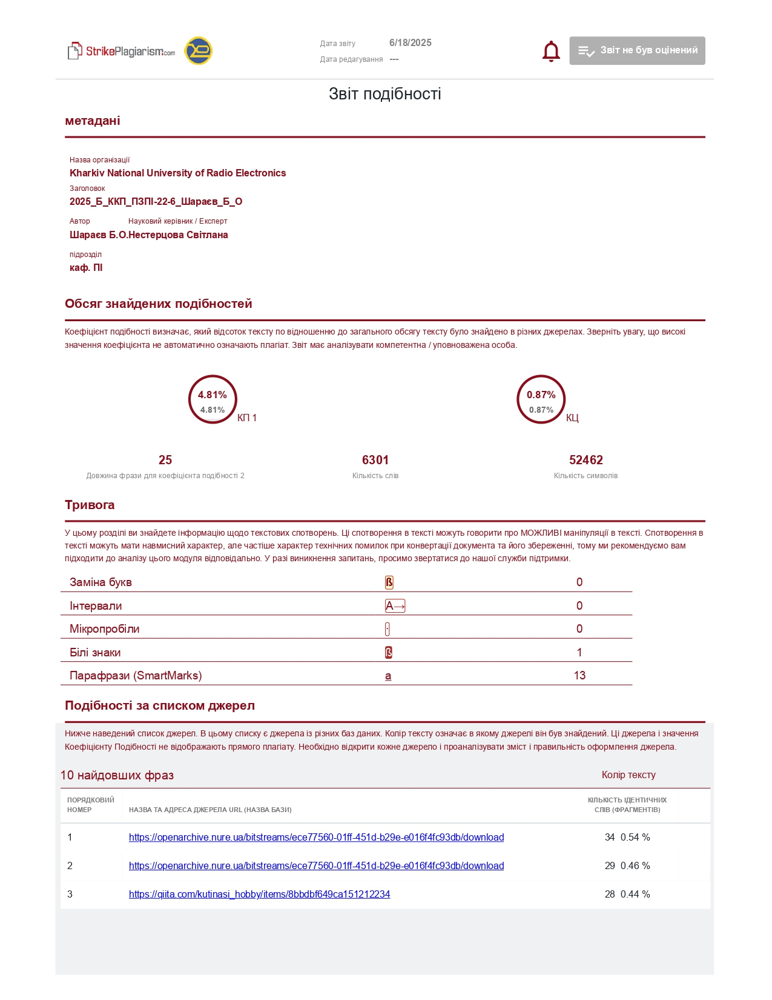 StrikePlagiarism.com
Дата звіту 6/18/2025
Дата редагування ---
Звіт не був оцінений
Звіт подібності
метадані
Назва організації
Kharkiv National University of Radio Electronics
Заголовок
2025_Б_ККП_ПЗПІ-22-6_Шараєв_Б_О
Автор Науковий керівник / Експерт
Шараєв Б.О.Нестерцова Світлана
підрозділ
каф. ПІ
Обсяг знайдених подібностей
Коефіцієнт подібності визначає, який відсоток тексту по відношенню до загального обсягу тексту було знайдено в різних джерелах. Зверніть увагу, що високі
значення коефіцієнта не автоматично означають плагіат. Звіт має аналізувати компетентна / уповноважена особа.
4.81%
4.81%
КП 1
0.87%
0.87%
КЦ
25 6301 52462
Довжина фрази для коефіцієнта подібності 2 Кількість слів Кількість символів
Тривога
У цьому розділі ви знайдете інформацію щодо текстових спотворень. Ці спотворення в тексті можуть говорити про МОЖЛИВІ маніпуляції в тексті. Спотворення в
тексті можуть мати навмисний характер, але частіше характер технічних помилок при конвертації документа та його збереженні, тому ми рекомендуємо вам
підходити до аналізу цього модуля відповідально. У разі виникнення запитань, просимо звертатися до нашої служби підтримки.
Заміна букв ß 0
Інтервали A→ 0
Мікропробіли · 0
Білі знаки ß 1
Парафрази (SmartMarks) a 13
Подібності за списком джерел
Нижче наведений список джерел. В цьому списку є джерела із різних баз даних. Колір тексту означає в якому джерелі він був знайдений. Ці джерела і значення
Коефіцієнту Подібності не відображають прямого плагіату. Необхідно відкрити кожне джерело і проаналізувати зміст і правильність оформлення джерела.
10 найдовших фраз Колір тексту
ПОРЯДКОВИЙ
НОМЕР
НАЗВА ТА АДРЕСА ДЖЕРЕЛА URL (НАЗВА БАЗИ)
КІЛЬКІСТЬ ІДЕНТИЧНИХ
СЛІВ (ФРАГМЕНТІВ)
1 https://openarchive.nure.ua/bitstreams/ece77560-01ff-451d-b29e-e016f4fc93db/download 34 0.54 %
2 https://openarchive.nure.ua/bitstreams/ece77560-01ff-451d-b29e-e016f4fc93db/download 29 0.46 %
3 https://qiita.com/kutinasi_hobby/items/8bbdbf649ca151212234 28 0.44 %